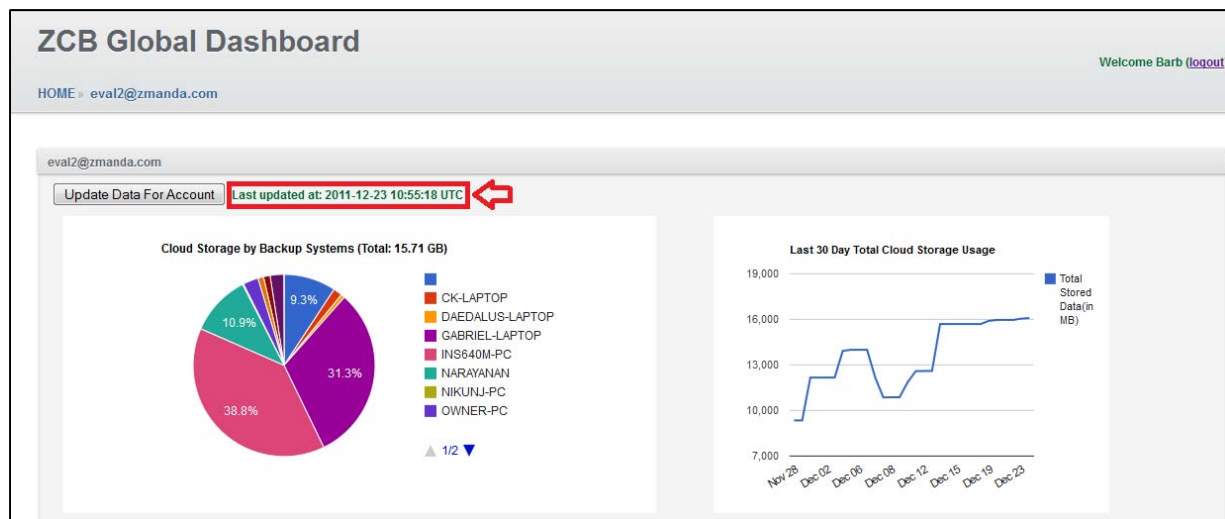 ZCB Global Dashboard
Welcome Barb (logout
HOME » eval2@zmanda.com
eval2@zmanda.com
Update Data For Account Last updated at: 2011-12-23 10:55:18 UTC
Cloud Storage by Backup Systems (Total: 15.71 GB)
9.3%
10.9%
31.3%
38.8%
CK-LAPTOP
DAEDALUS-LAPTOP
GABRIEL-LAPTOP
INS640M-PC
NARAYANAN
NIKUNJ-PC
OWNER-PC
1/2
Last 30 Day Total Cloud Storage Usage
19,000
16,000
13,000
10,000
7,000
Nov 28 Dec 02 Dec 06 Dec 08 Dec 12 Dec 15 Dec 19 Dec 23
Total
Stored
Data(in
MB)